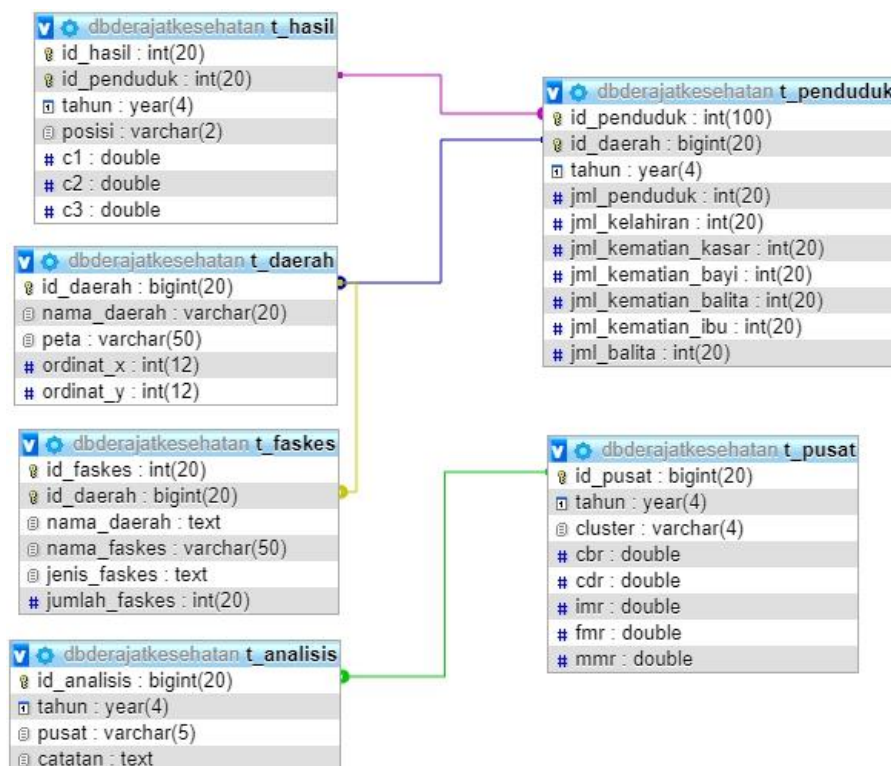 dbderajatkesehatan t_hasil
id_hasil : int(20)
id_penduduk : int(20)
tahun : year(4)
posisi : varchar(2)
# c1 : double
# c2 : double
# c3 : double
dbderajatkesehatan t_penduduk
id_penduduk : int(100)
id_daerah : bigint(20)
tahun : year(4)
# jml_penduduk : int(20)
# jml_kelahiran : int(20)
# jml_kematian_kasar : int(20)
# jml_kematian_bayi : int(20)
# jml_kematian_balita : int(20)
# jml_kematian_ibu : int(20)
# jml_balita : int(20)
dbderajatkesehatan t_daerah
id_daerah : bigint(20)
nama_daerah : varchar(20)
peta : varchar(50)
# ordinat_x : int(12)
# ordinat_y : int(12)
dbderajatkesehatan t_faskes
id_faskes : int(20)
id_daerah : bigint(20)
nama_daerah : text
nama_faskes : varchar(50)
jenis_faskes : text
# jumlah_faskes : int(20)
dbderajatkesehatan t_pusat
id_pusat : bigint(20)
tahun : year(4)
cluster : varchar(4)
# cbr : double
# cdr : double
# imr : double
# fmr : double
# mmr : double
dbderajatkesehatan t_analisis
id_analisis : bigint(20)
tahun : year(4)
pusat : varchar(5)
catatan : text